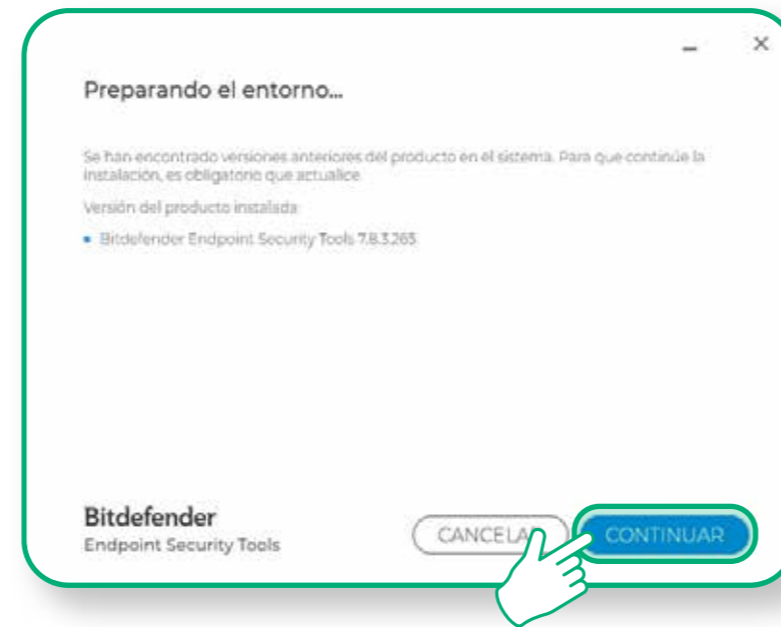 Preparando el entorno...
Se han encontrado versiones anteriores del producto en el sistema. Para que continúe la
instalación, es obligatorio que actualice.
Versión del producto instalada:
Bitdefender Endpoint Security Tools 7.8.3.265
Bitdefender
Endpoint Security Tools
CANCELAR
CONTINUAR